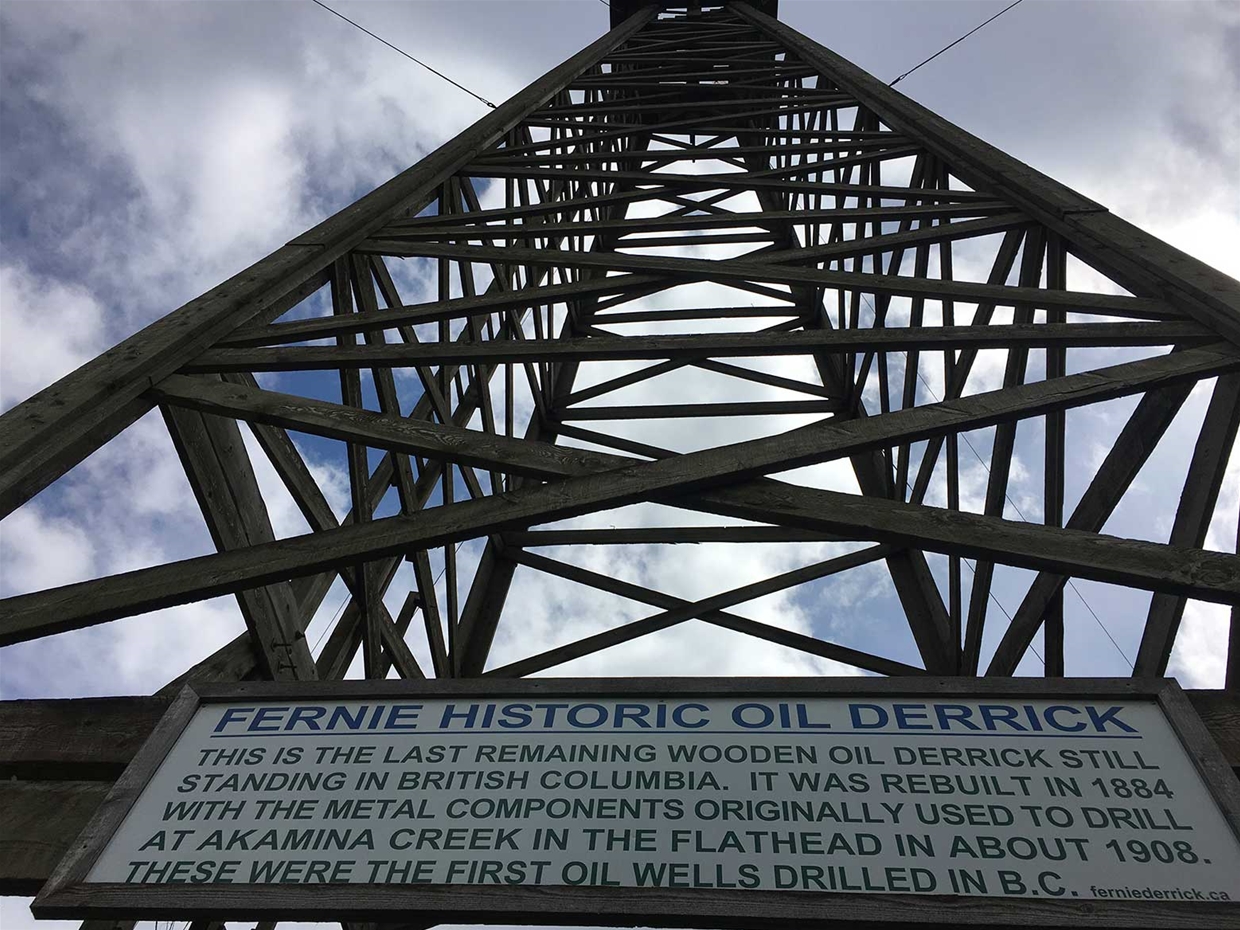 FERNIE HISTORIC OIL DERRICK
THIS IS THE LAST REMAINING WOODEN OIL DERRICK STILL
STANDING IN BRITISH COLUMBIA. IT WAS REBUILT IN 1884
WITH THE METAL COMPONENTS ORIGINALLY USED TO DRILL
AT AKAMINA CREEK IN THE FLATHEAD IN ABOUT 1908.
THESE WERE THE FIRST OIL WELLS DRILLED IN B.C. ferniederrick.ca